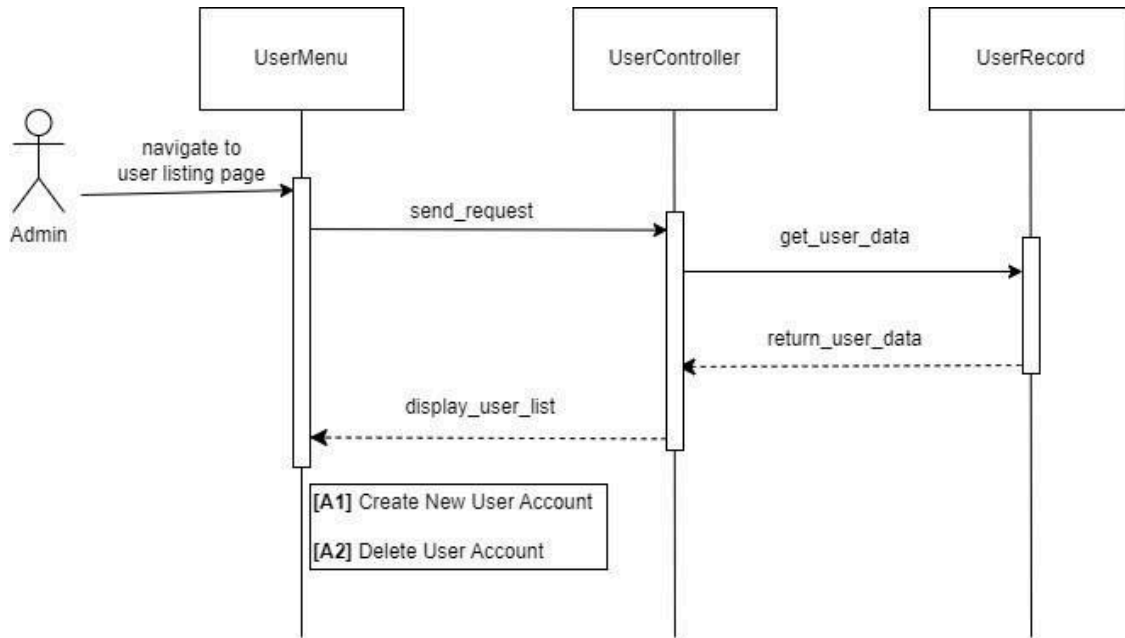 UserMenu
UserController
UserRecord
navigate to
user listing page
Admin
send_request
get_user_data
return_user_data
display_user_list
[A1] Create New User Account
[A2] Delete User Account